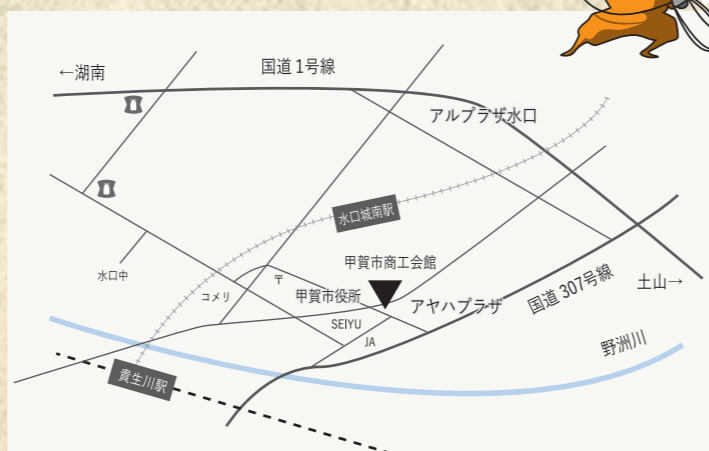 国道1号線
←湖南
アルプラザ水口
水口城南駅
甲賀市商工会館
水口中
〒
コメリ
甲賀市役所
アヤハプラザ
国道307号線
土山→
SEIYU
JA
野洲川
貴生川駅